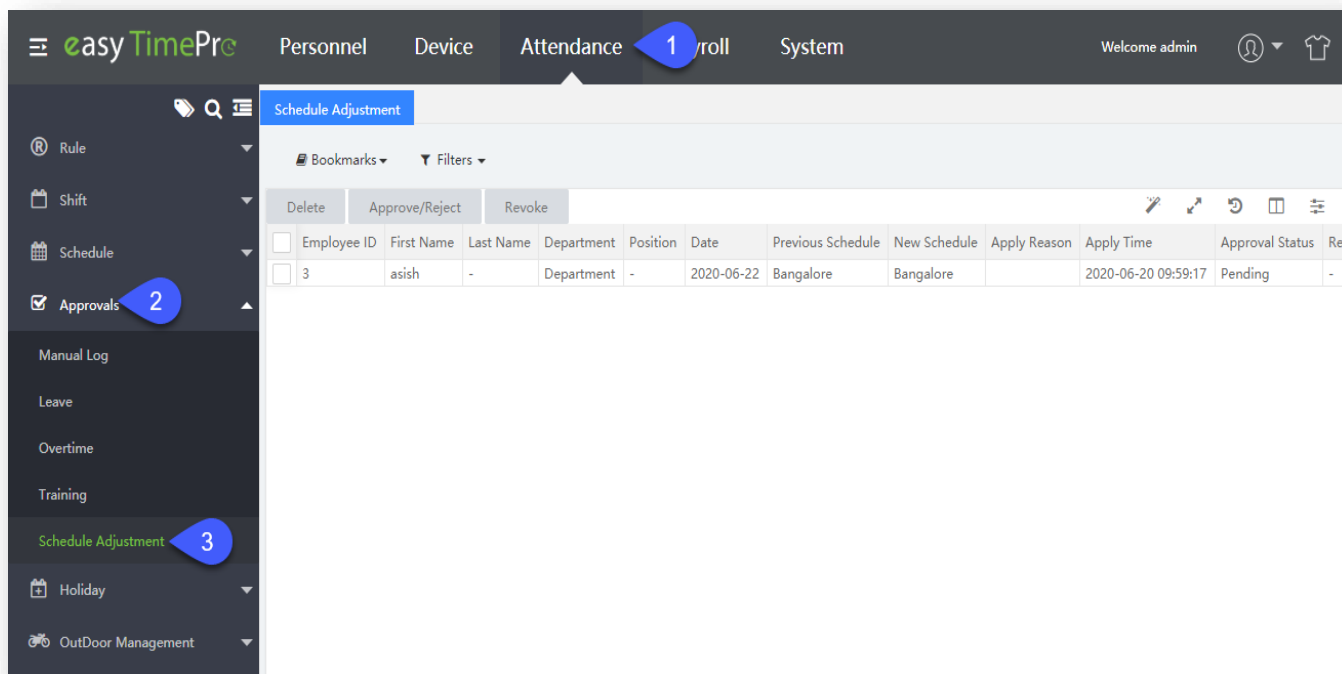 easy TimePro Personnel Device Attendance 1 yroll System Welcome admin
Schedule Adjustment
® Rule
Bookmarks Filters
Shift
Delete Approve/Reject Revoke
Schedule
Employee ID First Name Last Name Department Position Date Previous Schedule New Schedule Apply Reason Apply Time Approval Status Re
3 asish - Department - 2020-06-22 Bangalore Bangalore 2020-06-20 09:59:17 Pending -
Approvals 2
Manual Log
Leave
Overtime
Training
Schedule Adjustment 3
Holiday
OutDoor Management